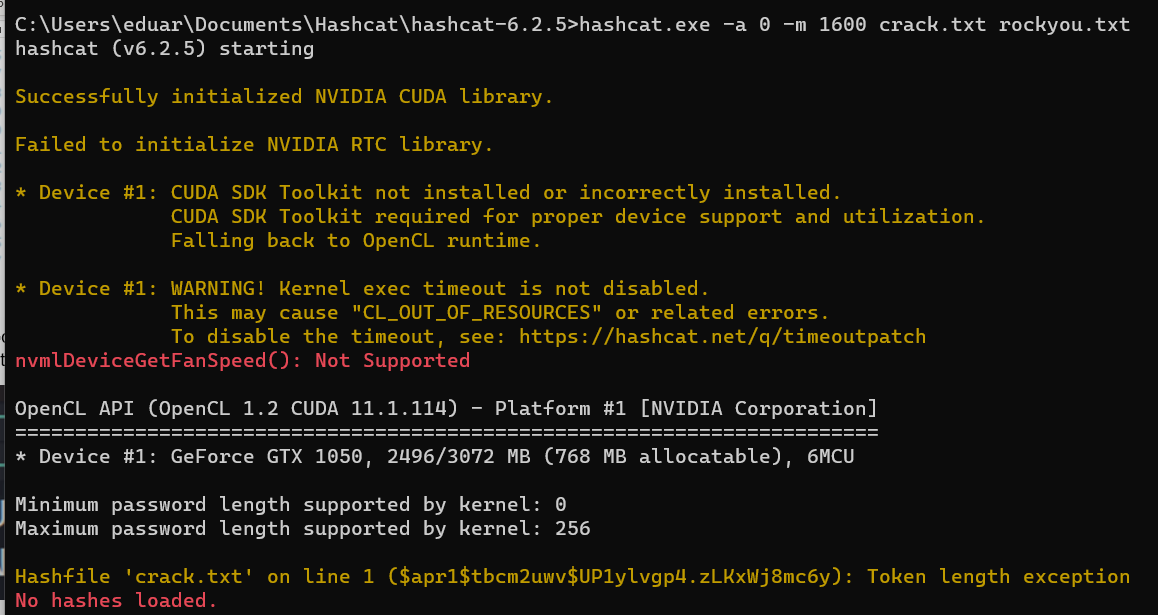 C:\Users\eduar\Documents\Hashcat\hashcat-6.2.5>hashcat.exe -a 0 -m 1600 crack.txt rockyou.txt
hashcat (v6.2.5) starting
Successfully initialized NVIDIA CUDA library.
Failed to initialize NVIDIA RTC library.
* Device #1: CUDA SDK Toolkit not installed or incorrectly installed.
CUDA SDK Toolkit required for proper device support and utilization.
Falling back to OpenCL runtime.
* Device #1: WARNING! Kernel exec timeout is not disabled.
This may cause "CL_OUT_OF_RESOURCES" or related errors.
To disable the timeout, see: https://hashcat.net/q/timeoutpatch
nvmlDeviceGetFanSpeed(): Not Supported
OpenCL API (OpenCL 1.2 CUDA 11.1.114) - Platform #1 [NVIDIA Corporation]
========================================================================
* Device #1: GeForce GTX 1050, 2496/3072 MB (768 MB allocatable), 6MCU
Minimum password length supported by kernel: 0
Maximum password length supported by kernel: 256
Hashfile 'crack.txt' on line 1 ($apr1$tbcm2uwv$UP1ylvgp4.zLKxWj8mc6y): Token length exception
No hashes loaded.